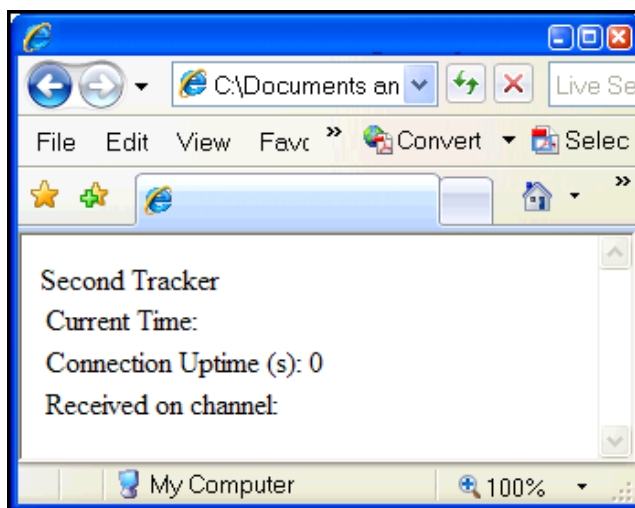 C:\Documents an
Live Se
File Edit View Favo » Convert Selec
»
Second Tracker
Current Time:
Connection Uptime (s): 0
Received on channel:
My Computer 100%